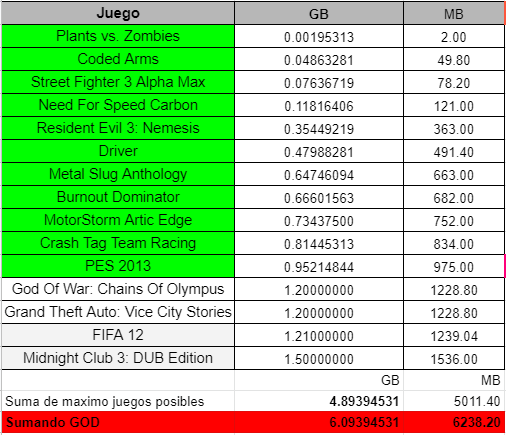 Juego GB MB
Plants vs. Zombies 0.00195313 2.00
Coded Arms 0.04863281 49.80
Street Fighter 3 Alpha Max 0.07636719 78.20
Need For Speed Carbon 0.11816406 121.00
Resident Evil 3: Nemesis 0.35449219 363.00
Driver 0.47988281 491.40
Metal Slug Anthology 0.64746094 663.00
Burnout Dominator 0.66601563 682.00
MotorStorm Artic Edge 0.73437500 752.00
Crash Tag Team Racing 0.81445313 834.00
PES 2013 0.95214844 975.00
God Of War: Chains Of Olympus 1.20000000 1228.80
Grand Theft Auto: Vice City Stories 1.20000000 1228.80
FIFA 12 1.21000000 1239.04
Midnight Club 3: DUB Edition 1.50000000 1536.00
GB MB
Suma de maximo juegos posibles 4.89394531 5011.40
Sumando GOD 6.09394531 6238.20